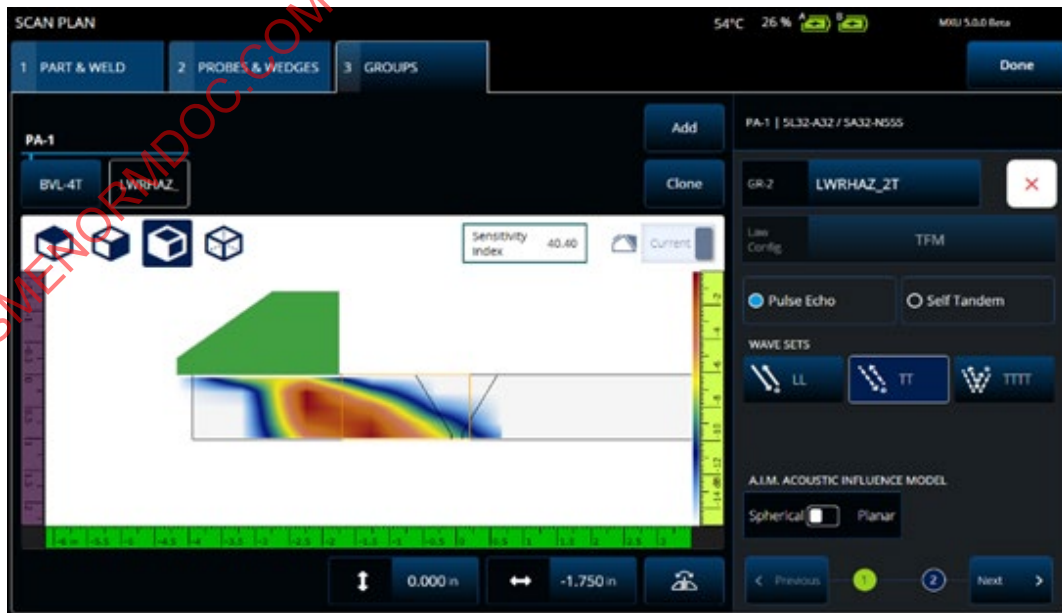 SCAN PLAN
54°C 26 % A B MXU 5.0.0 Beta
1 PART & WELD
2 PROBES & WEDGES
3 GROUPS
Done
PA-1
Add
PA-1 | 5L32-A32 / SA32-N55S
BVL-4T
LWRHAZ_
Clone
GR-2 LWRHAZ_2T
Sensitivity Index 40.40
Current
Law Config. TFM
Pulse Echo
Self Tandem
WAVE SETS
LL
TT
TTTT
A.I.M. ACOUSTIC INFLUENCE MODEL
Spherical Planar
0.000 in
-1.750 in
< Previous 1 2 Next >